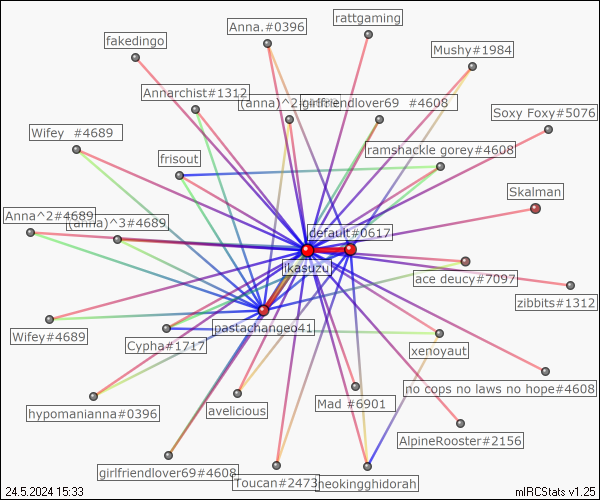 rattgaming
Anna.#0396
fakedingo
Mushy#1984
Annarchist#1312
(anna)^2
girlfriendlover69 #4608
Soxy Foxy#5076
Wifey #4689
ramshackle gorey#4608
frisout
Skalman
Anna^2#4689
(anna)^3#4689
default#0617
ikasuzu
ace deucy#7097
zibbits#1312
pastachangeo41
Wifey#4689
Cypha#1717
xenoyaut
no cops no laws no hope#4608
hypomanianna#0396
avelicious
Mad #6901
AlpineRooster#2156
girlfriendlover69#4608
Toucan#2473
heokingghidorah
24.5.2024 15:33
mIRCStats v1.25